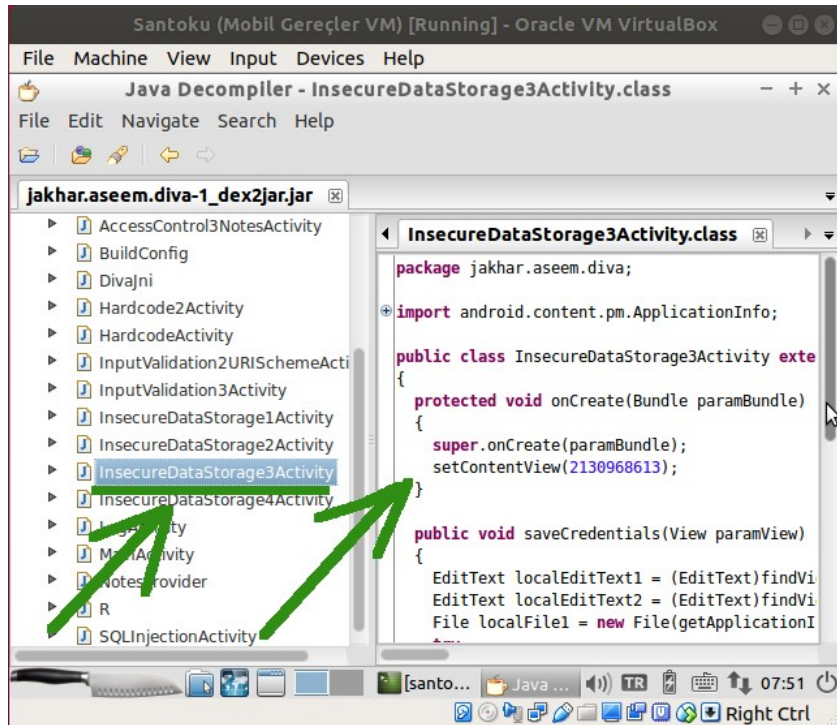 Santoku (Mobil Gereçler VM) [Running] - Oracle VM VirtualBox
File Machine View Input Devices Help
Java Decompiler - InsecureDataStorage3Activity.class
File Edit Navigate Search Help
jakhar.aseem.diva-1_dex2jar.jar
AccessControl3NotesActivity
BuildConfig
DivaJni
Hardcode2Activity
HardcodeActivity
InputValidation2URISchemeActi
InputValidation3Activity
InsecureDataStorage1Activity
InsecureDataStorage2Activity
InsecureDataStorage3Activity
InsecureDataStorage4Activity
NotesProvider
R
SQLInjectionActivity
InsecureDataStorage3Activity.class
package jakhar.aseem.diva;
import android.content.pm.ApplicationInfo;
public class InsecureDataStorage3Activity exte
{
protected void onCreate(Bundle paramBundle)
{
super.onCreate(paramBundle);
setContentView(2130968613);
}
public void saveCredentials(View paramView)
{
EditText localEditText1 = (EditText)findVi
EditText localEditText2 = (EditText)findVi
File localFile1 = new File(getApplicationI
[santo... Java ... TR 07:51
Right Ctrl